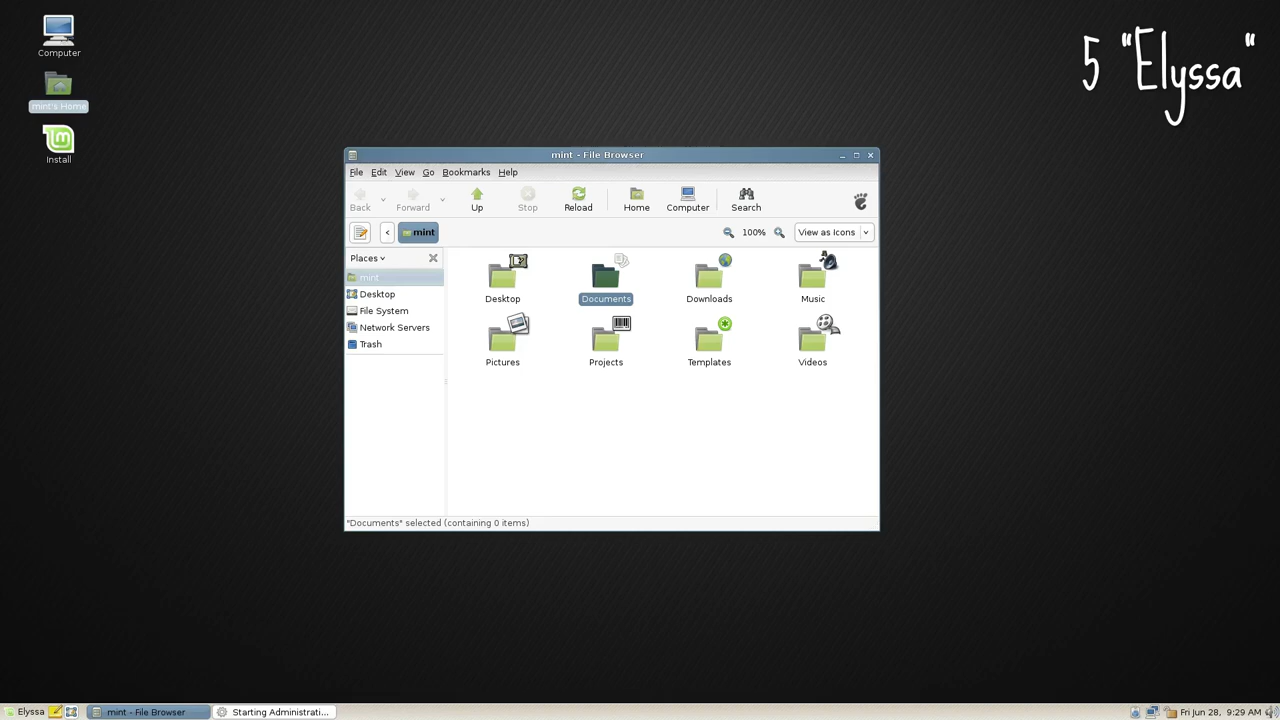 Computer
mint's Home
Install
5 "Elyssa"
mint - File Browser
File Edit View Go Bookmarks Help
Back Forward Up Stop Reload Home Computer Search
mint 100% View as Icons
Places
mint
Desktop
File System
Network Servers
Trash
Desktop Documents Downloads Music
Pictures Projects Templates Videos
"Documents" selected (containing 0 items)
Elyssa mint - File Browser Starting Administrati... Fri Jun 28, 9:29 AM